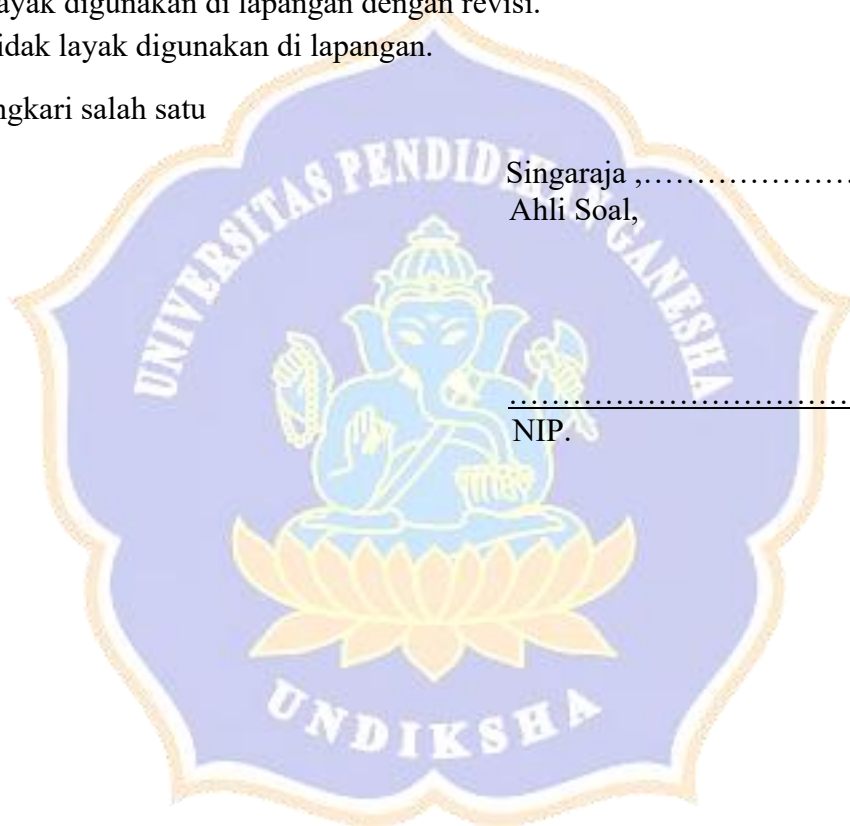 ayak digunakan di lapangan dengan revisi.
idak layak digunakan di lapangan.
ngkari salah satu
Singaraja ,…………………
Ahli Soal,
……………………………
NIP.
UNIVERSITAS PENDIDIKAN GANESHA
UNDIKSHA